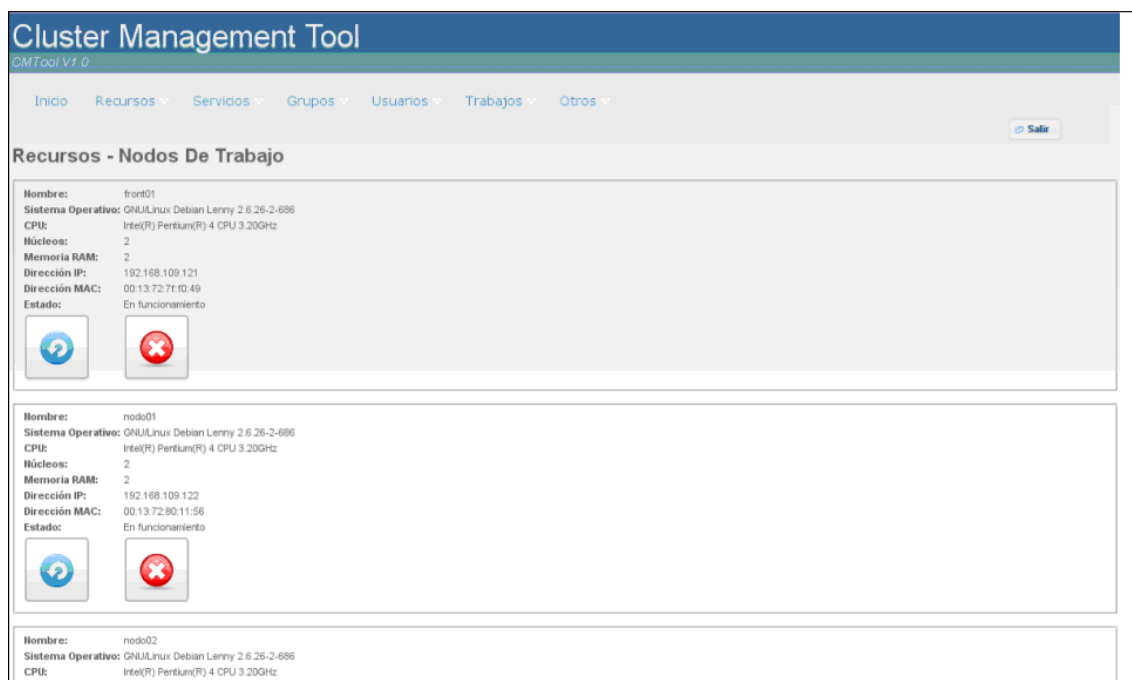 Cluster Management Tool
CMTool V1.0
Inicio Recursos Servicios Grupos Usuarios Trabajos Otros
Salir
Recursos - Nodos De Trabajo
Nombre: front01
Sistema Operativo: GNU/Linux Debian Lenny 2.6.26-2-686
CPU: Intel(R) Pentium(R) 4 CPU 3.20GHz
Núcleos: 2
Memoria RAM: 2
Dirección IP: 192.168.109.121
Dirección MAC: 00:13:72:7f:f0:49
Estado: En funcionamiento
Nombre: nodo01
Sistema Operativo: GNU/Linux Debian Lenny 2.6.26-2-686
CPU: Intel(R) Pentium(R) 4 CPU 3.20GHz
Núcleos: 2
Memoria RAM: 2
Dirección IP: 192.168.109.122
Dirección MAC: 00:13:72:80:11:56
Estado: En funcionamiento
Nombre: nodo02
Sistema Operativo: GNU/Linux Debian Lenny 2.6.26-2-686
CPU: Intel(R) Pentium(R) 4 CPU 3.20GHz